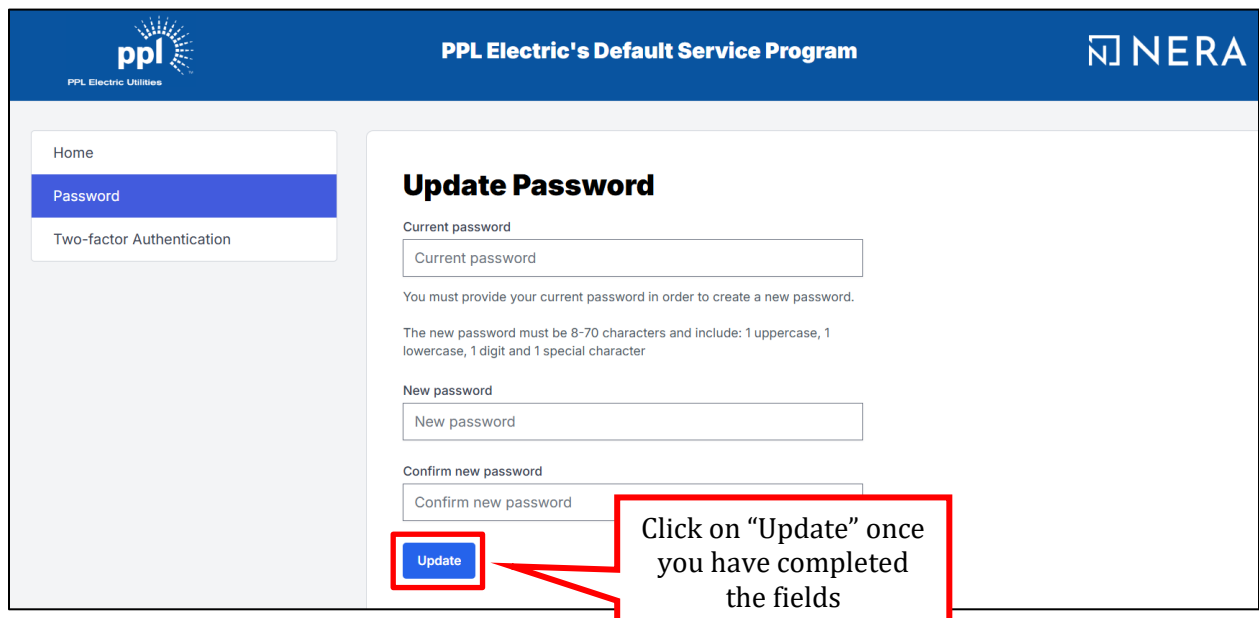 ppl
PPL Electric Utilities
PPL Electric's Default Service Program
NERA
Home
Password
Two-factor Authentication
Update Password
Current password
Current password
You must provide your current password in order to create a new password.
The new password must be 8-70 characters and include: 1 uppercase, 1
lowercase, 1 digit and 1 special character
New password
New password
Confirm new password
Confirm new password
Update
Click on “Update” once
you have completed
the fields